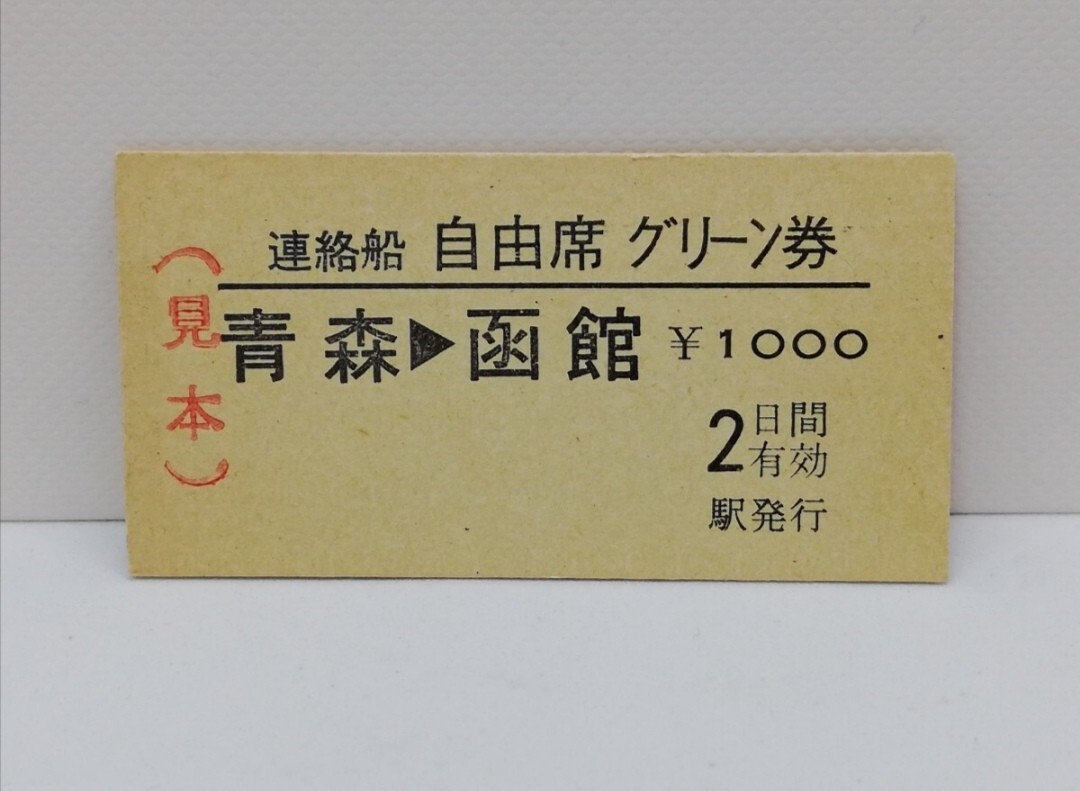 連絡船 自由席 グリーン券
(見本)
青森▶函館 ¥1000
2日間有効
駅発行